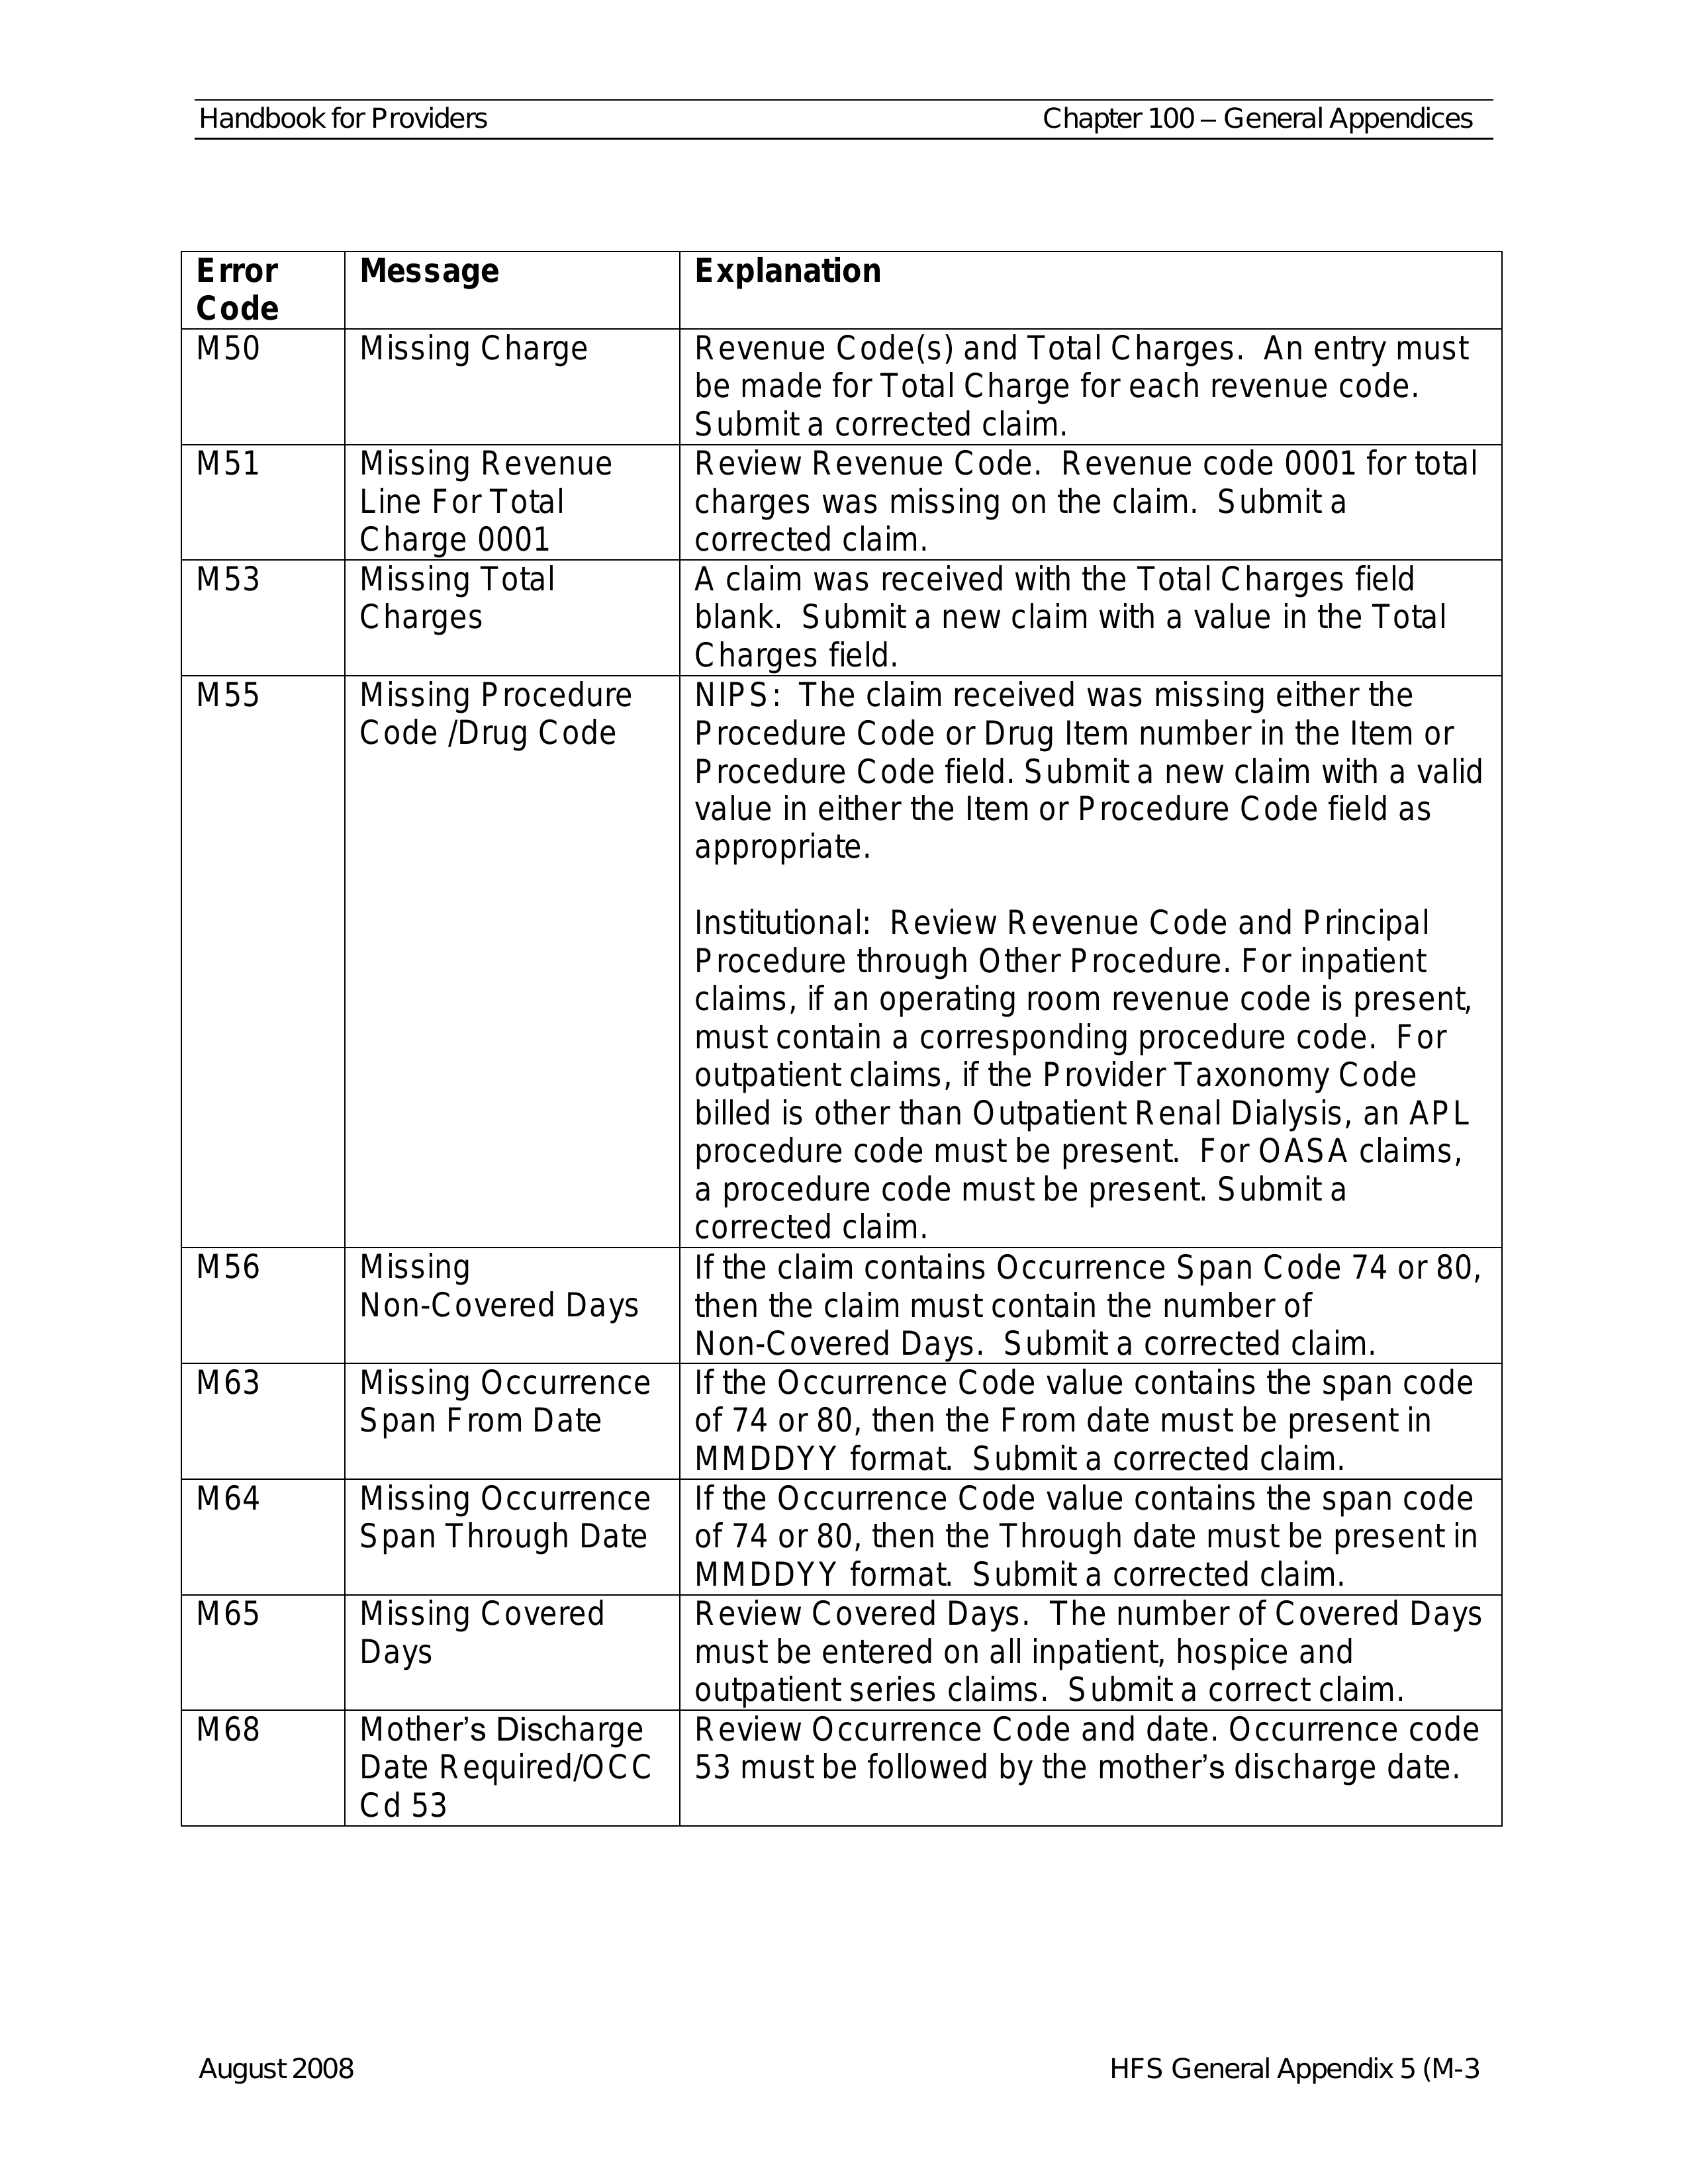 Handbook for Providers
Chapter 100 – General Appendices
Error
Code
Message
Explanation
M50
Missing Charge
Revenue Code(s) and Total Charges.  An entry must
be made for Total Charge for each revenue code.
Submit a corrected claim.
M51
Missing Revenue
Line For Total
Charge 0001
Review Revenue Code.  Revenue code 0001 for total
charges was missing on the claim.  Submit a
corrected claim.
M53
Missing Total
Charges
A claim was received with the Total Charges field
blank.  Submit a new claim with a value in the Total
Charges field.
M55
Missing Procedure
Code /Drug Code
NIPS:  The claim received was missing either the
Procedure Code or Drug Item number in the Item or
Procedure Code field. Submit a new claim with a valid
value in either the Item or Procedure Code field as
appropriate.
Institutional:  Review Revenue Code and Principal
Procedure through Other Procedure. For inpatient
claims, if an operating room revenue code is present,
must contain a corresponding procedure code.  For
outpatient claims, if the Provider Taxonomy Code
billed is other than Outpatient Renal Dialysis, an APL
procedure code must be present.  For OASA claims,
a procedure code must be present. Submit a
corrected claim.
M56
Missing
Non-Covered Days
If the claim contains Occurrence Span Code 74 or 80,
then the claim must contain the number of
Non-Covered Days.  Submit a corrected claim.
M63
Missing Occurrence
Span From Date
If the Occurrence Code value contains the span code
of 74 or 80, then the From date must be present in
MMDDYY format.  Submit a corrected claim.
M64
Missing Occurrence
Span Through Date
If the Occurrence Code value contains the span code
of 74 or 80, then the Through date must be present in
MMDDYY format.  Submit a corrected claim.
M65
Missing Covered
Days
Review Covered Days.  The number of Covered Days
must be entered on all inpatient, hospice and
outpatient series claims.  Submit a correct claim.
M68
Mother’s Discharge
Date Required/OCC
Cd 53
Review Occurrence Code and date. Occurrence code
53 must be followed by the mother’s discharge date.
August 2008
HFS General Appendix 5 (M-3